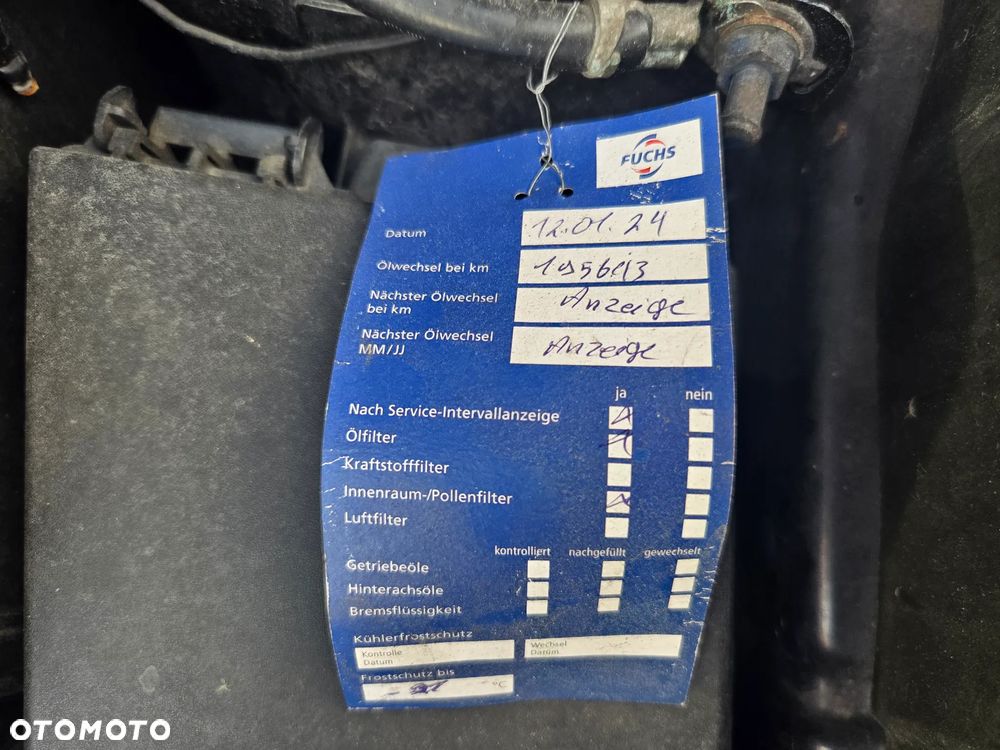 FUCHS
Datum 12.01.24
Ölwechsel bei km
Nächster Ölwechsel
bei km Anzeige
Nächster Ölwechsel
MM/JJ Anzeige
ja nein
Nach Service-Intervallanzeige
Ölfilter
Kraftstofffilter
Innenraum-/Pollenfilter
Luftfilter
kontrolliert nachgefüllt gewechselt
Getriebeöle
Hinterachsöle
Bremsflüssigkeit
Kühlerfrostschutz
Kontrolle
Datum
Wechsel
Darum
Frostschutz bis
°C
OTOMOTO